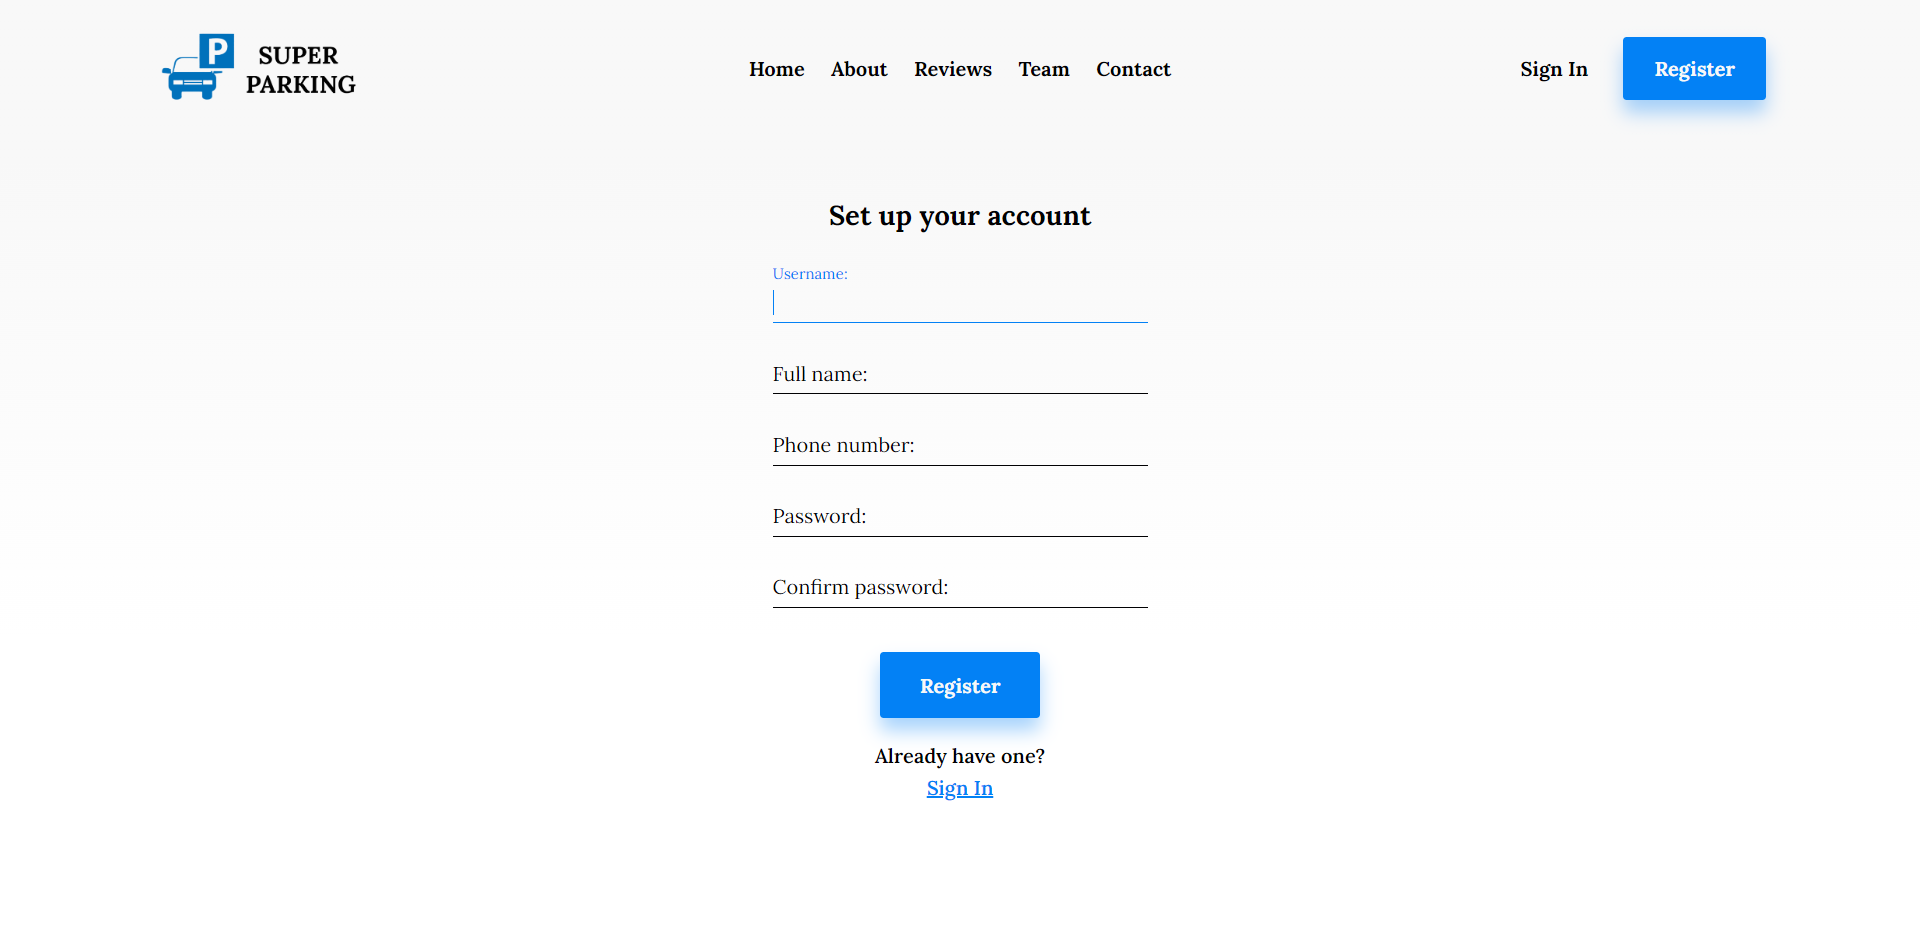 P
SUPER
PARKING
Home About Reviews Team Contact
Sign In Register
Set up your account
Username:
Full name:
Phone number:
Password:
Confirm password:
Register
Already have one?
Sign In